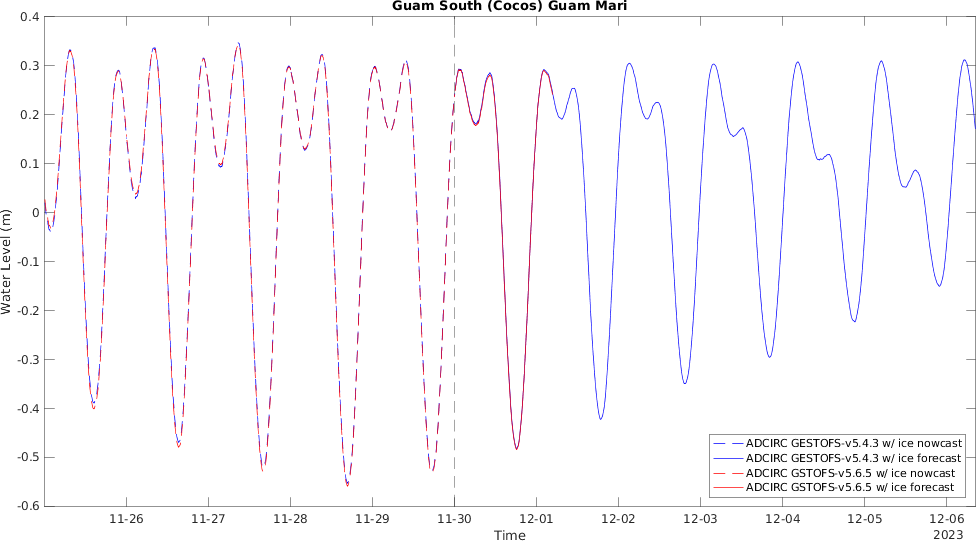 Guam South (Cocos) Guam Mari
0.4
0.3
0.2
0.1
0
-0.1
-0.2
-0.3
-0.4
-0.5
-0.6
Water Level (m)
11-26 11-27 11-28 11-29 11-30 12-01 12-02 12-03 12-04 12-05 12-06
2023
Time
ADCIRC GESTOFS-v5.4.3 w/ ice nowcast
ADCIRC GESTOFS-v5.4.3 w/ ice forecast
ADCIRC GSTOFS-v5.6.5 w/ ice nowcast
ADCIRC GSTOFS-v5.6.5 w/ ice forecast